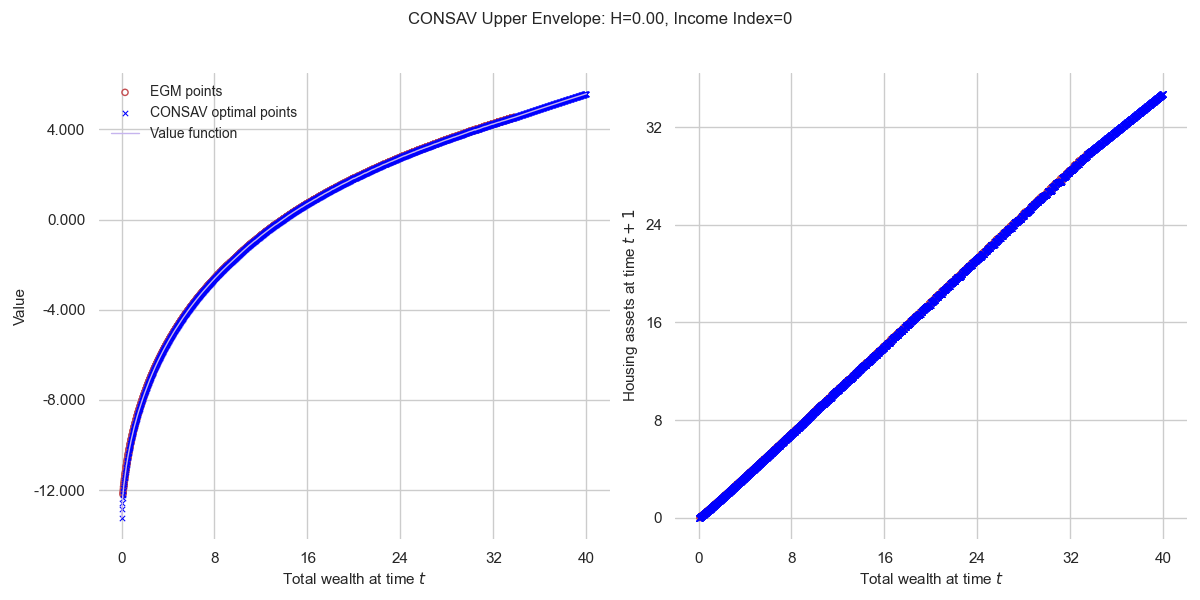 CONSAV Upper Envelope: H=0.00, Income Index=0
EGM points
CONSAV optimal points
Value function
4.000
0.000
-4.000
-8.000
-12.000
Value
0
8
16
24
32
40
Total wealth at time t
32
24
16
8
0
Housing assets at time t + 1
0
8
16
24
32
40
Total wealth at time t